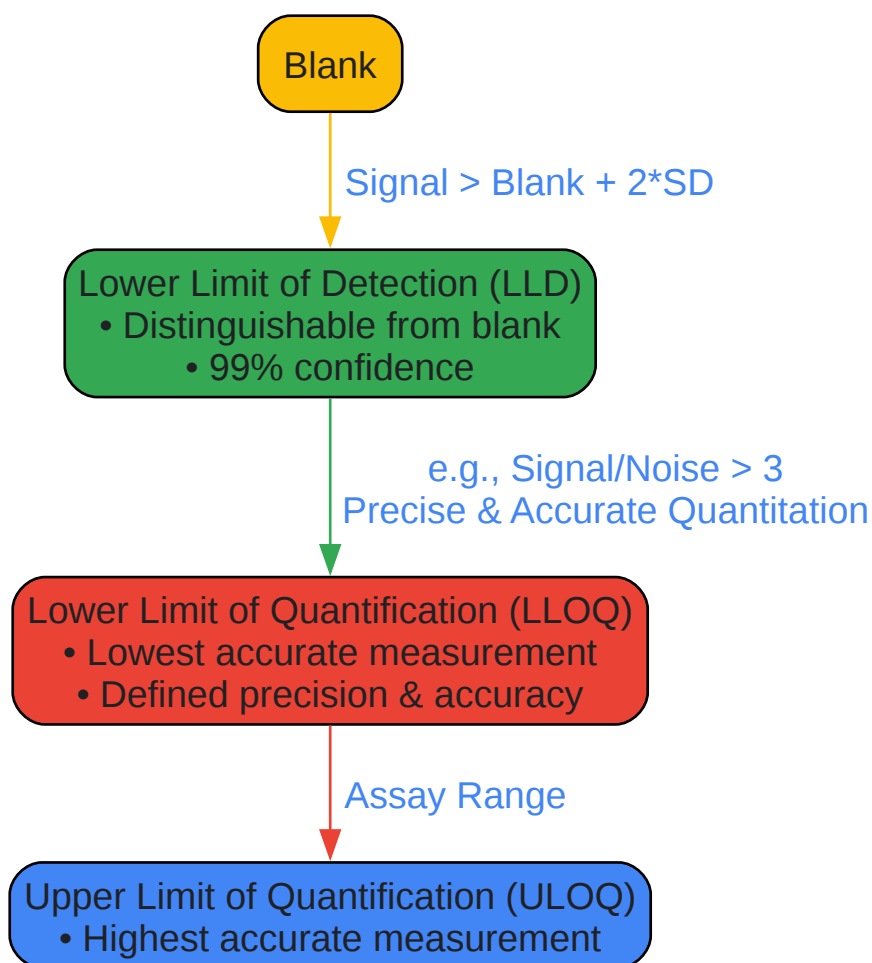 Blank
Signal > Blank + 2*SD
Lower Limit of Detection (LLD)
• Distinguishable from blank
• 99% confidence
e.g., Signal/Noise > 3
Precise & Accurate Quantitation
Lower Limit of Quantification (LLOQ)
• Lowest accurate measurement
• Defined precision & accuracy
Assay Range
Upper Limit of Quantification (ULOQ)
• Highest accurate measurement